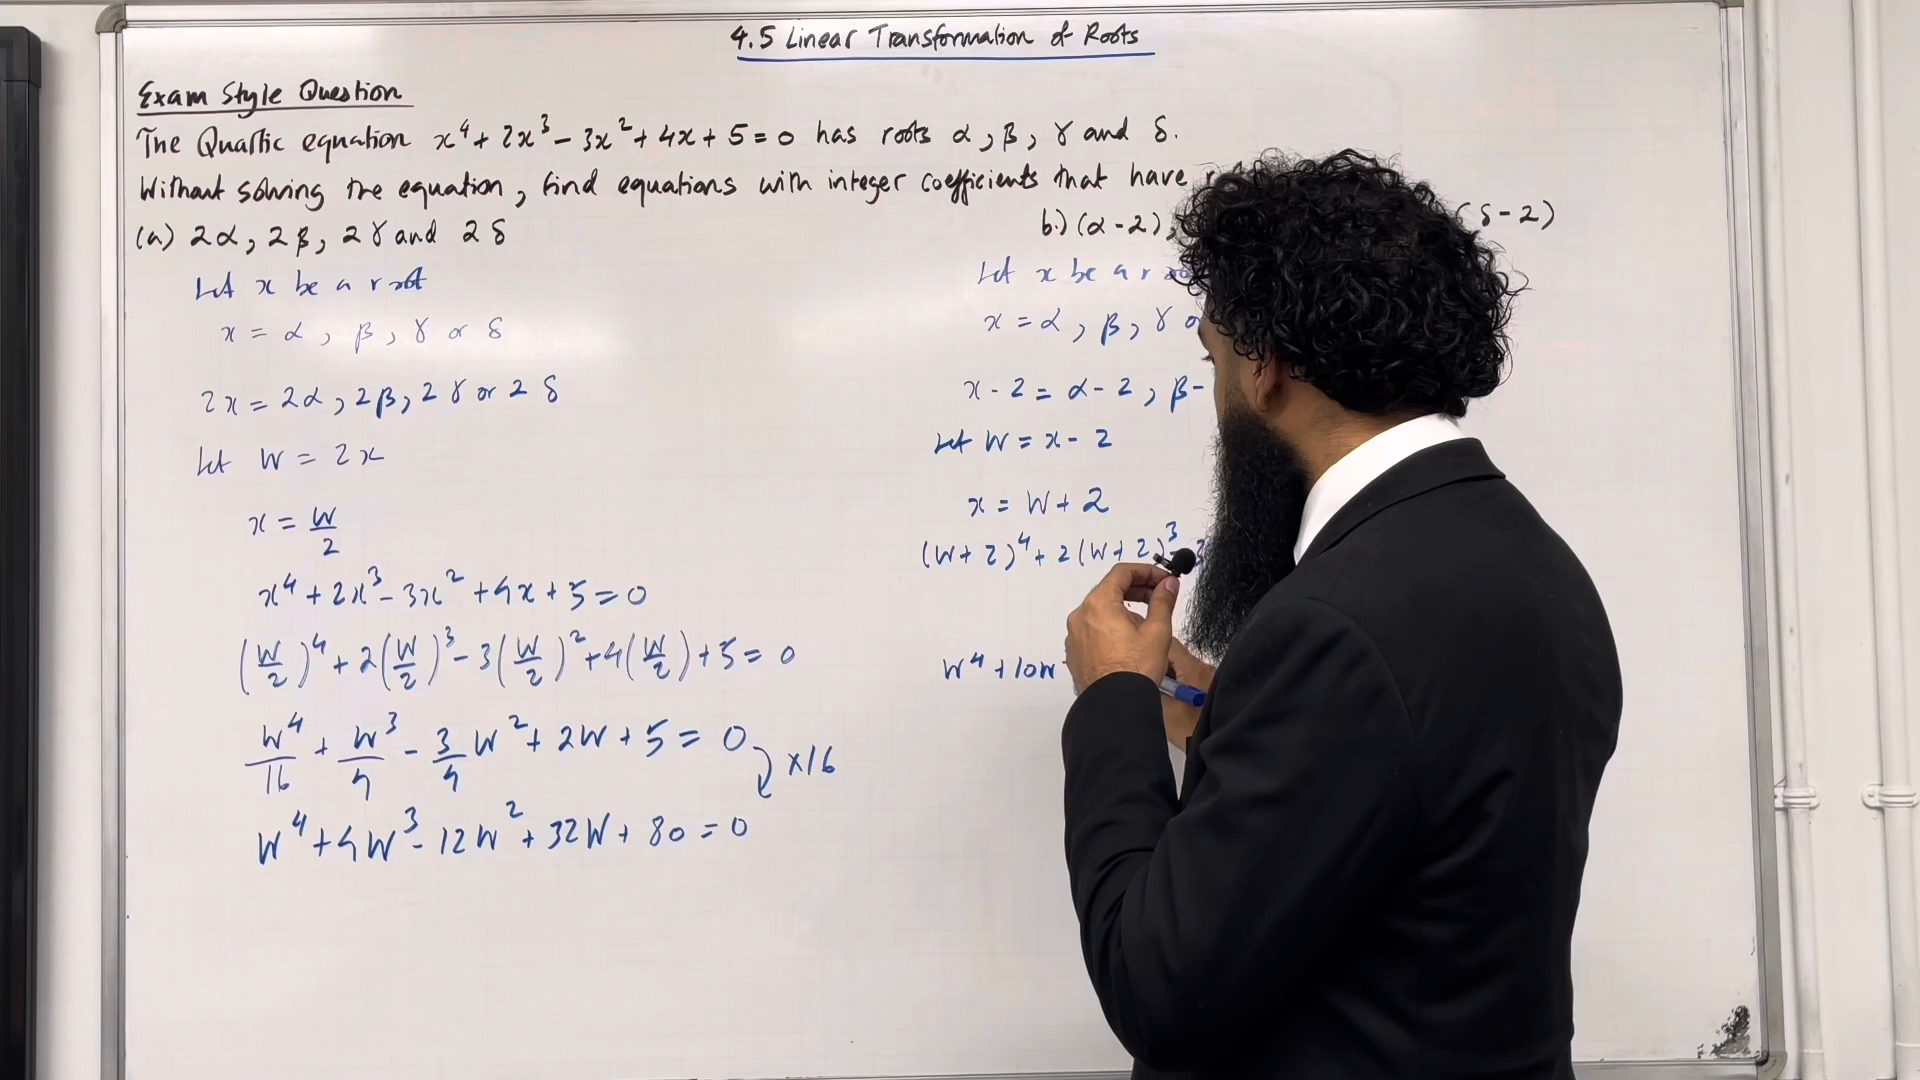 4.5 Linear Transformation of Roots
Exam Style Question
The Quartic equation x⁴ + 2x³ - 3x² + 4x + 5 = 0 has roots α, β, γ and δ.
Without solving the equation, find equations with integer coefficients that have
(a) 2α, 2β, 2γ and 2δ
Let x be a root
x = α, β, γ or δ
2x = 2α, 2β, 2γ or 2δ
Let W = 2x
x = W/2
x⁴ + 2x³ - 3x² + 4x + 5 = 0
(W/2)⁴ + 2(W/2)³ - 3(W/2)² + 4(W/2) + 5 = 0
W⁴/16 + W³/4 - 3/4 W² + 2W + 5 = 0
×16
W⁴ + 4W³ - 12W² + 32W + 80 = 0
b.) (α-2), (δ-2)
Let x be a
x = α, β, γ
x - 2 = α - 2, β-
Let W = x - 2
x = W + 2
(W+2)⁴ + 2(W+2)³
W⁴ + 10W